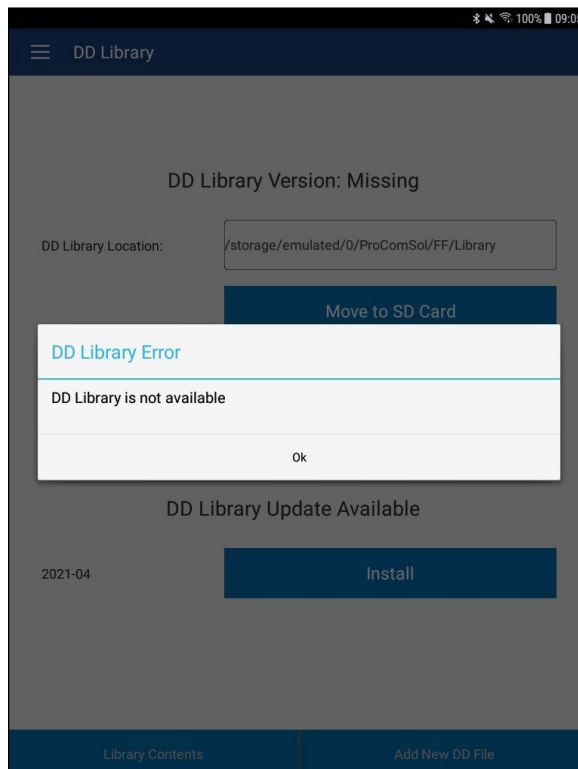 100% 09:05
DD Library
DD Library Version: Missing
DD Library Location:
/storage/emulated/0/ProComSol/FF/Library
Move to SD Card
DD Library Error
DD Library is not available
Ok
DD Library Update Available
2021-04
Install
Library Contents
Add New DD File